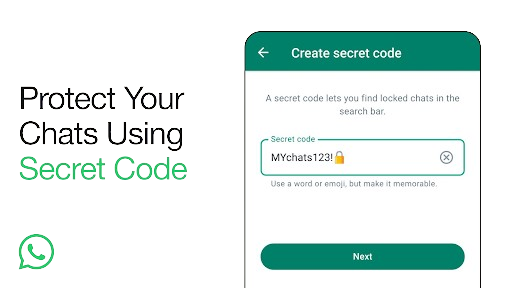 Protect Your
Chats Using
Secret Code
Create secret code
A secret code lets you find locked chats in the
search bar.
Secret code
MYchats123!🔒
Use a word or emoji, but make it memorable.
Next